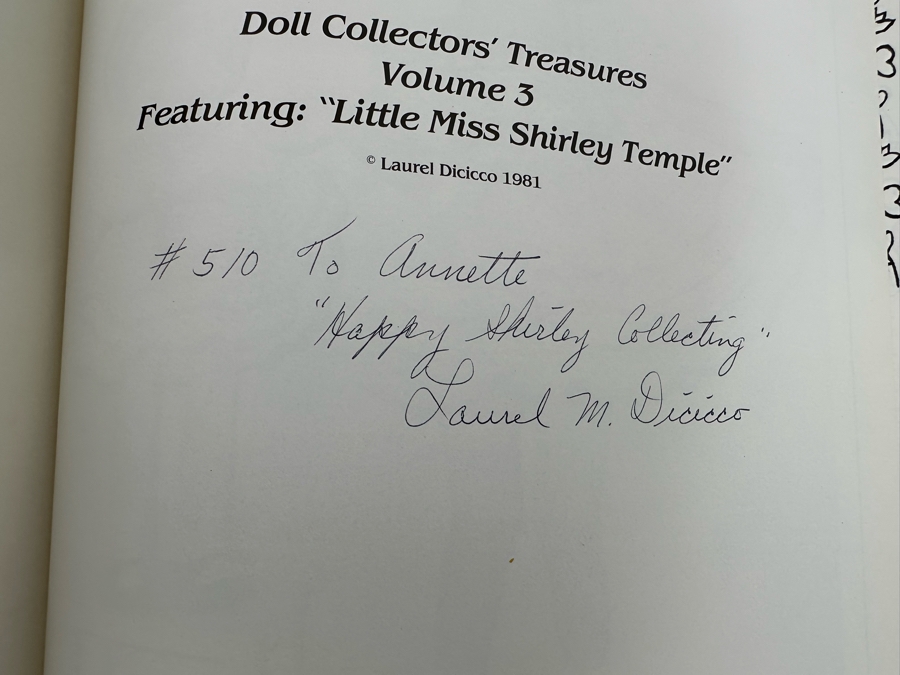 Doll Collectors' Treasures
Volume 3
Featuring: "Little Miss Shirley Temple"
© Laurel Dicicco 1981
#510 To Annette
"Happy Shirley Collecting"
Laurel M. Dicicco